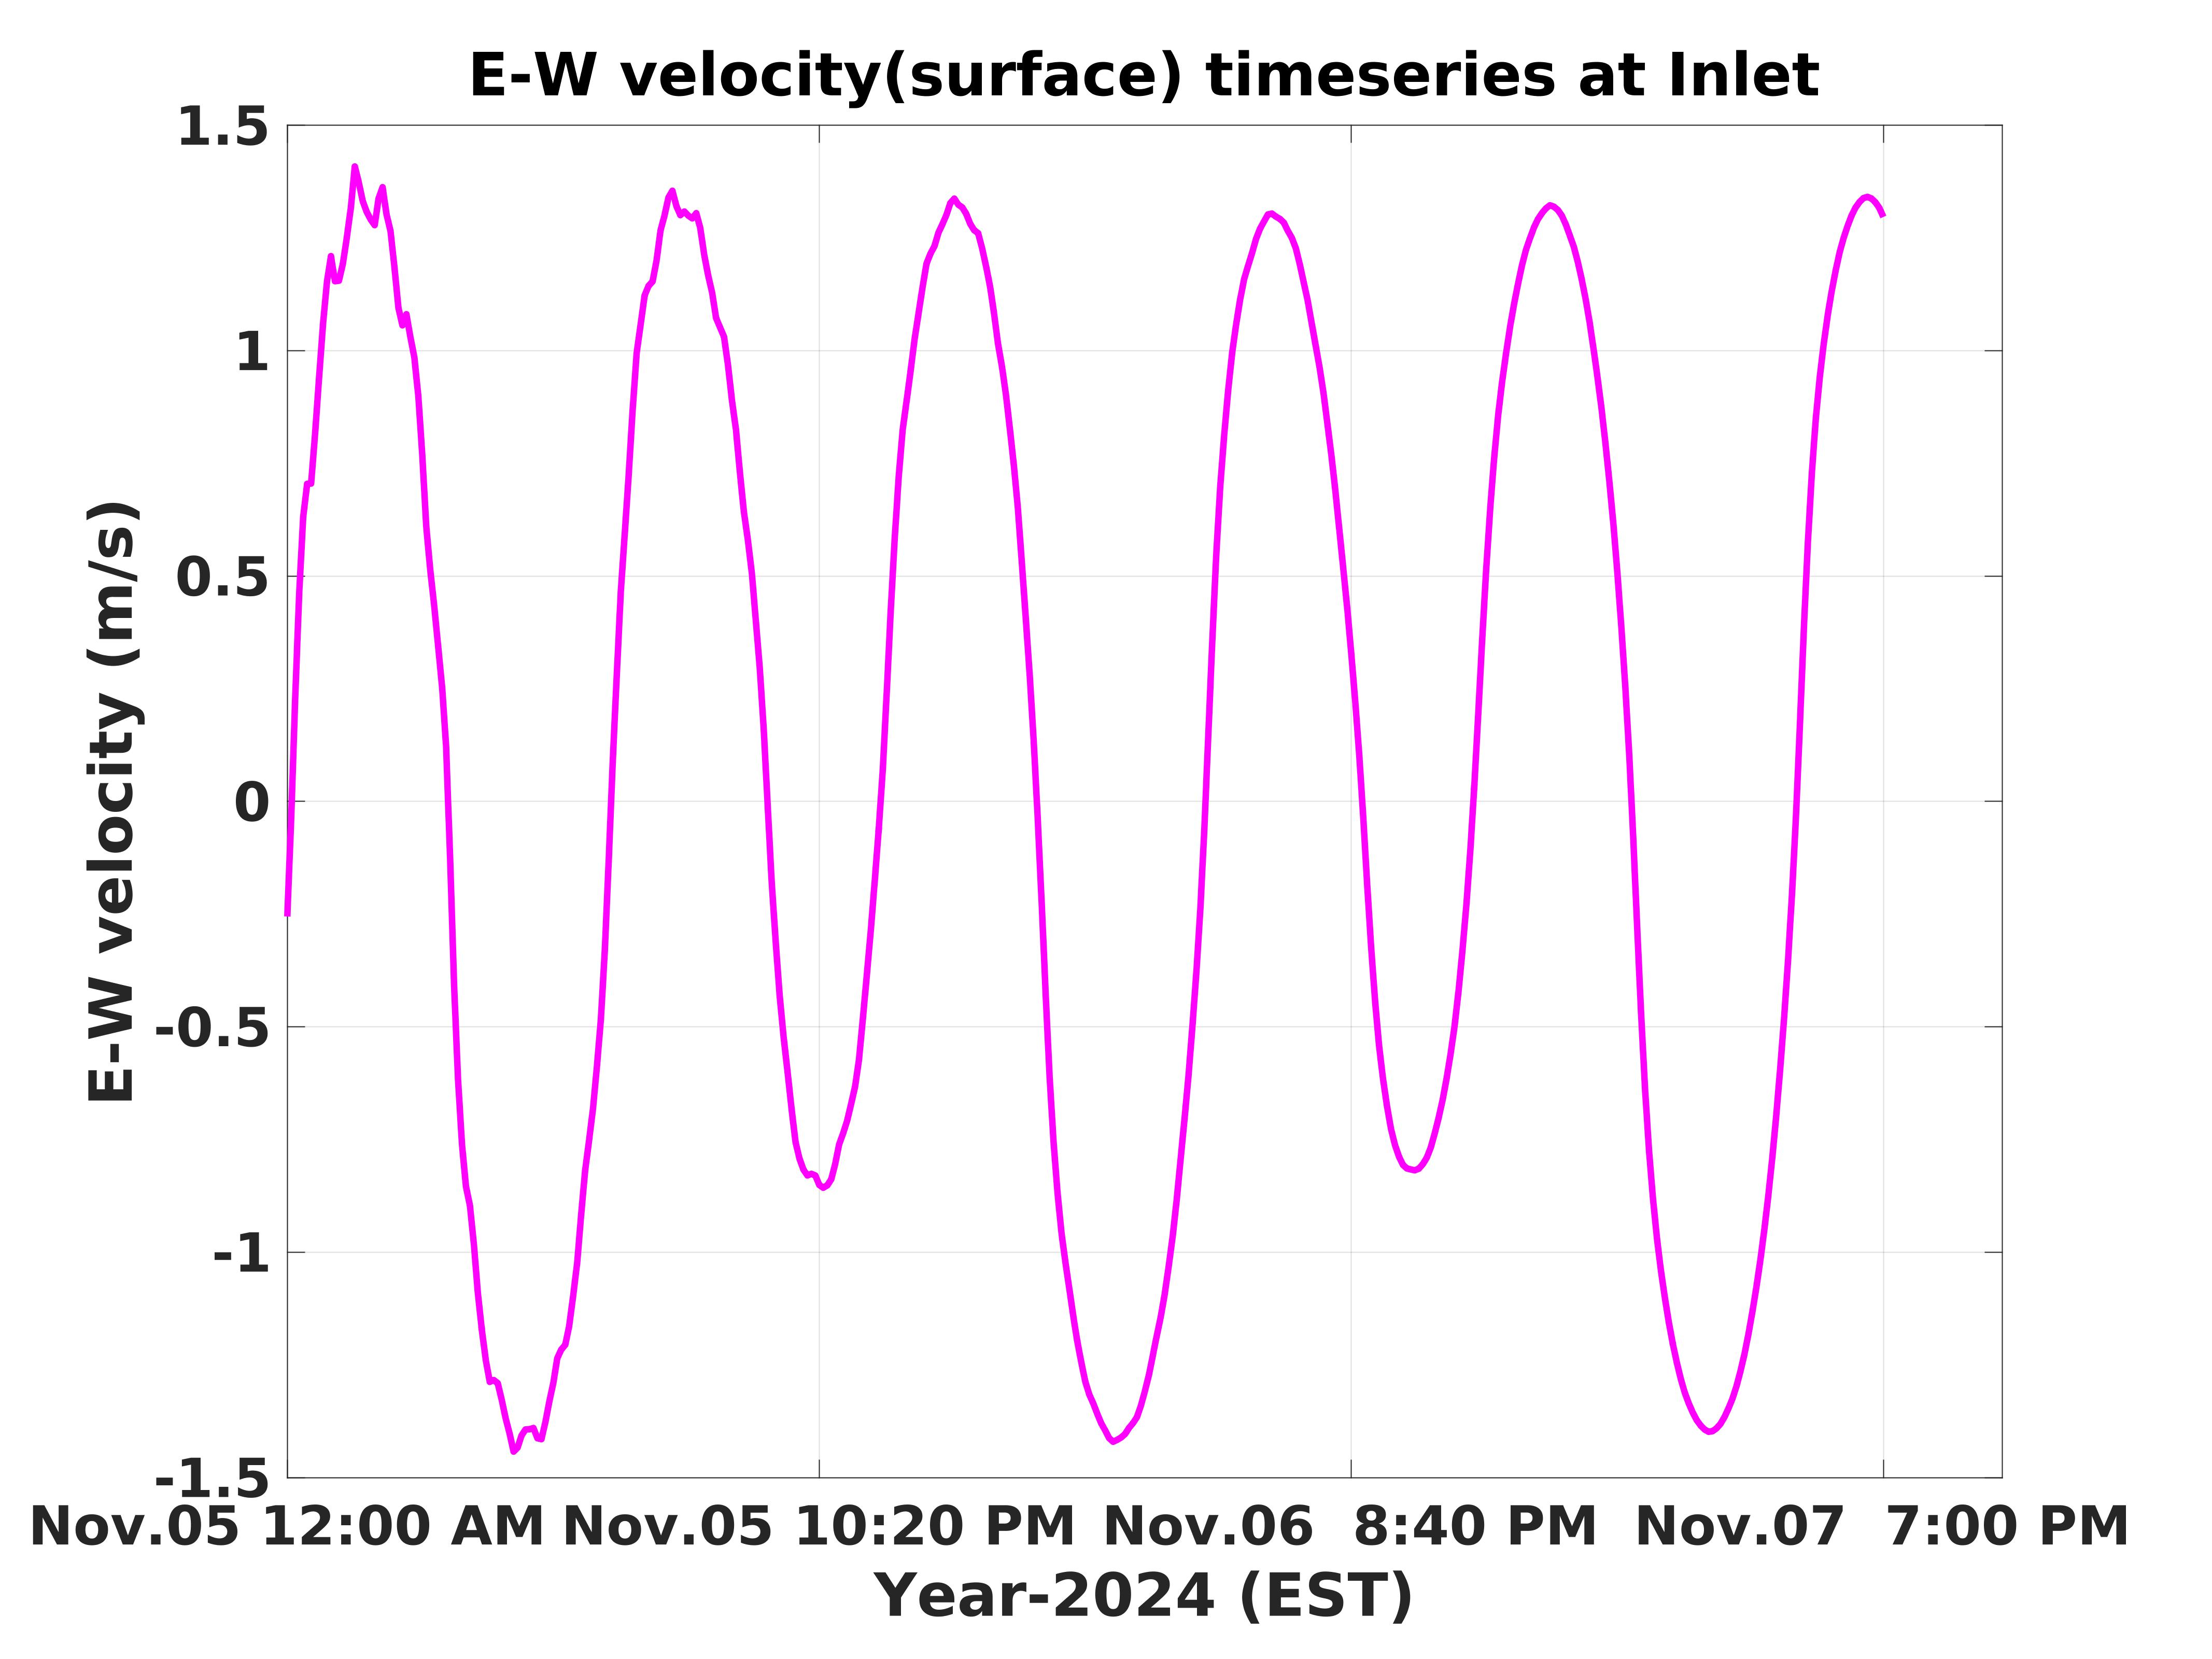 E-W velocity(surface) timeseries at Inlet
E-W velocity (m/s)
1.5
1
0.5
0
-0.5
-1
-1.5
Nov.05 12:00 AM Nov.05 10:20 PM Nov.06 8:40 PM Nov.07 7:00 PM
Year-2024 (EST)